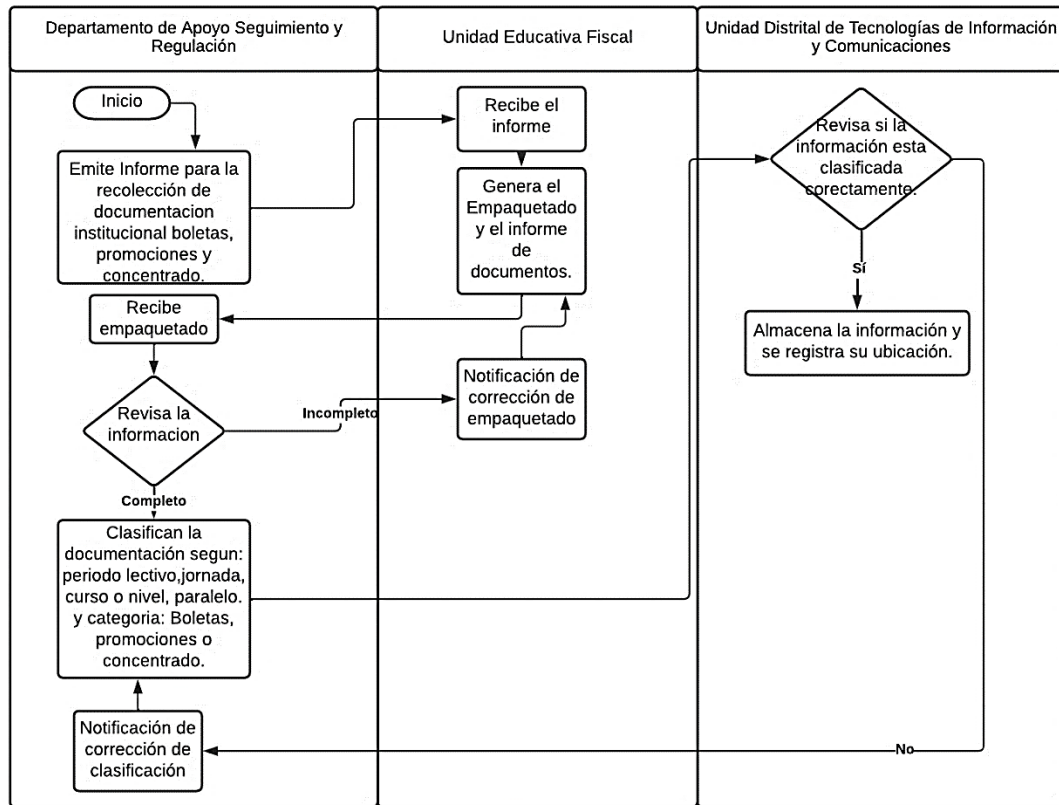 Departamento de Apoyo Seguimiento y
Regulación
Unidad Educativa Fiscal
Unidad Distrital de Tecnologías de Información
y Comunicaciones
Inicio
Emite Informe para la
recolección de
documentacion
institucional boletas,
promociones y
concentrado.
Recibe el
informe
Genera el
Empaquetado
y el informe
de
documentos.
Recibe
empaquetado
Revisa la
informacion
Incompleto
Notificación de
corrección de
empaquetado
Completo
Clasifican la
documentación segun:
periodo lectivo,jornada,
curso o nivel, paralelo.
y categoria: Boletas,
promociones o
concentrado.
Revisa si la
información esta
clasificada
corectamente.
Sí
Almacena la información y
se registra su ubicación.
No
Notificación de
corrección de
clasificación